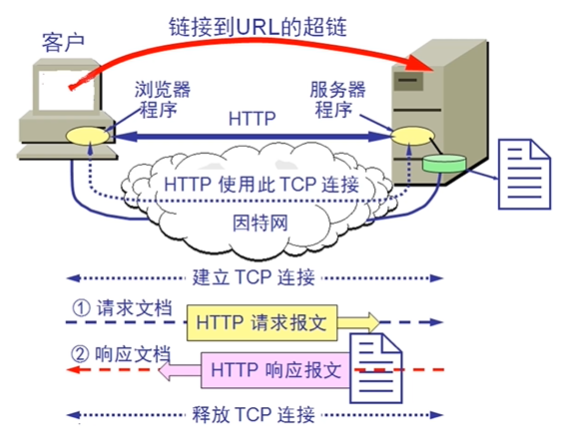 链接到URL的超链
客户
浏览器
程序
服务器
程序
HTTP
HTTP 使用此 TCP 连接
因特网
建立 TCP 连接
① 请求文档
HTTP 请求报文
② 响应文档
HTTP 响应报文
释放 TCP 连接